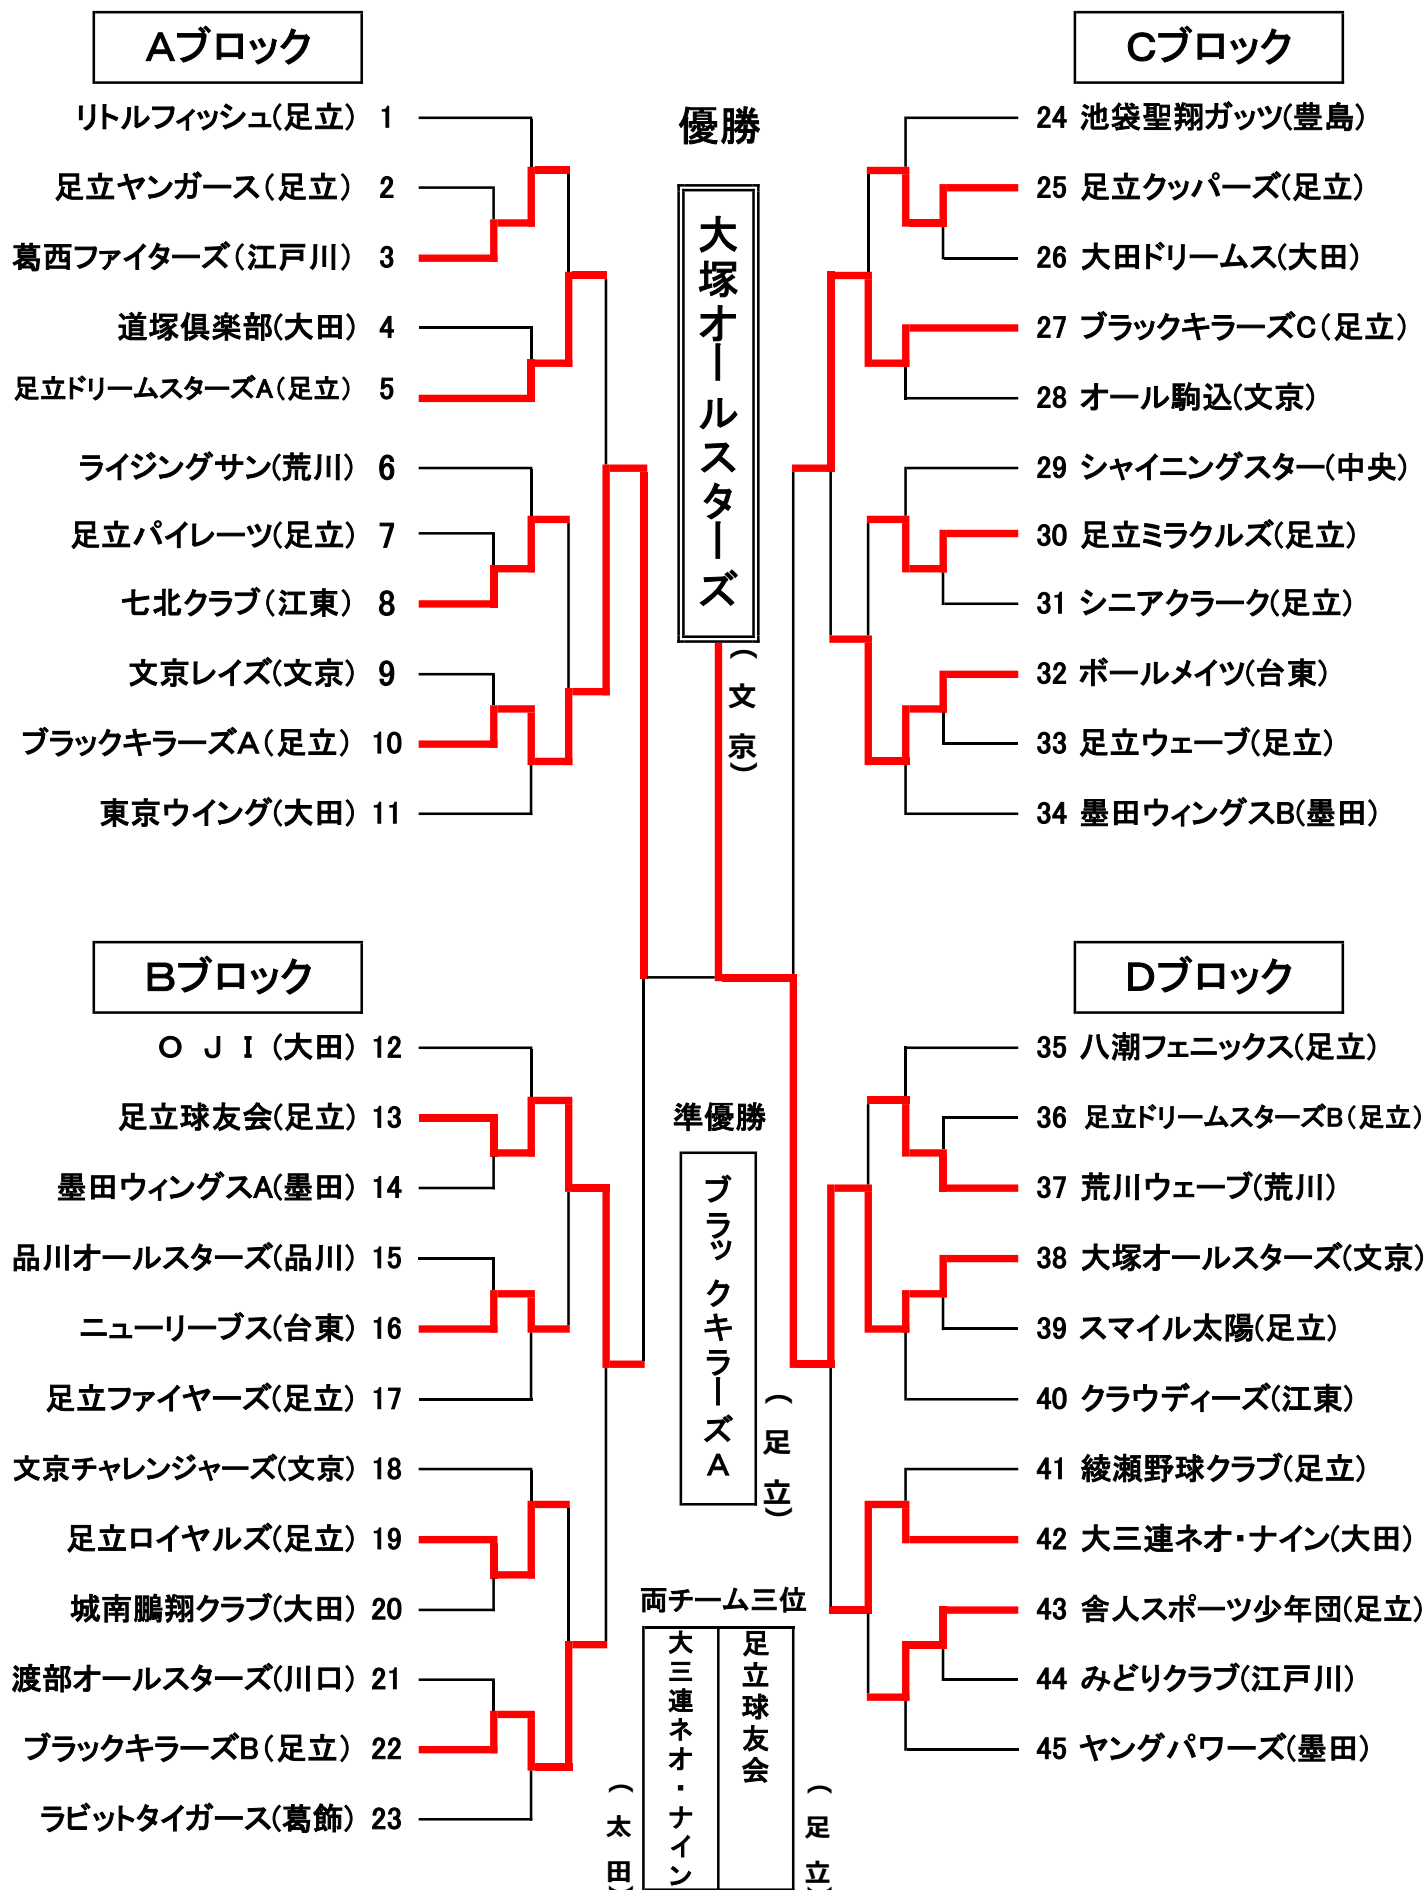 Aブロック
リトルフィッシュ(足立) 1
足立ヤンガース(足立) 2
葛西ファイターズ(江戸川) 3
道塚倶楽部(大田) 4
足立ドリームスターズA(足立) 5
ライジングサン(荒川) 6
足立パイレーツ(足立) 7
七北クラブ(江東) 8
文京レイズ(文京) 9
ブラックキラーズA(足立) 10
東京ウイング(大田) 11
Bブロック
O J I (大田) 12
足立球友会(足立) 13
墨田ウィングスA(墨田) 14
品川オールスターズ(品川) 15
ニューリーブス(台東) 16
足立ファイヤーズ(足立) 17
文京チャレンジャーズ(文京) 18
足立ロイヤルズ(足立) 19
城南鵬翔クラブ(大田) 20
渡部オールスターズ(川口) 21
ブラックキラーズB(足立) 22
ラビットタイガース(葛飾) 23
優勝
大塚オールスターズ
(文京)
準優勝
ブラックキラーズA
(足立)
両チーム三位
足立球友会
(足立)
大三連ネオ・ナイン
(太田)
Cブロック
24 池袋聖翔ガッツ(豊島)
25 足立クッパーズ(足立)
26 大田ドリームス(大田)
27 ブラックキラーズC(足立)
28 オール駒込(文京)
29 シャイニングスター(中央)
30 足立ミラクルズ(足立)
31 シニアクラーク(足立)
32 ボールメイツ(台東)
33 足立ウェーブ(足立)
34 墨田ウィングスB(墨田)
Dブロック
35 八潮フェニックス(足立)
36 足立ドリームスターズB(足立)
37 荒川ウェーブ(荒川)
38 大塚オールスターズ(文京)
39 スマイル太陽(足立)
40 クラウディーズ(江東)
41 綾瀬野球クラブ(足立)
42 大三連ネオ・ナイン(大田)
43 舎人スポーツ少年団(足立)
44 みどりクラブ(江戸川)
45 ヤングパワーズ(墨田)